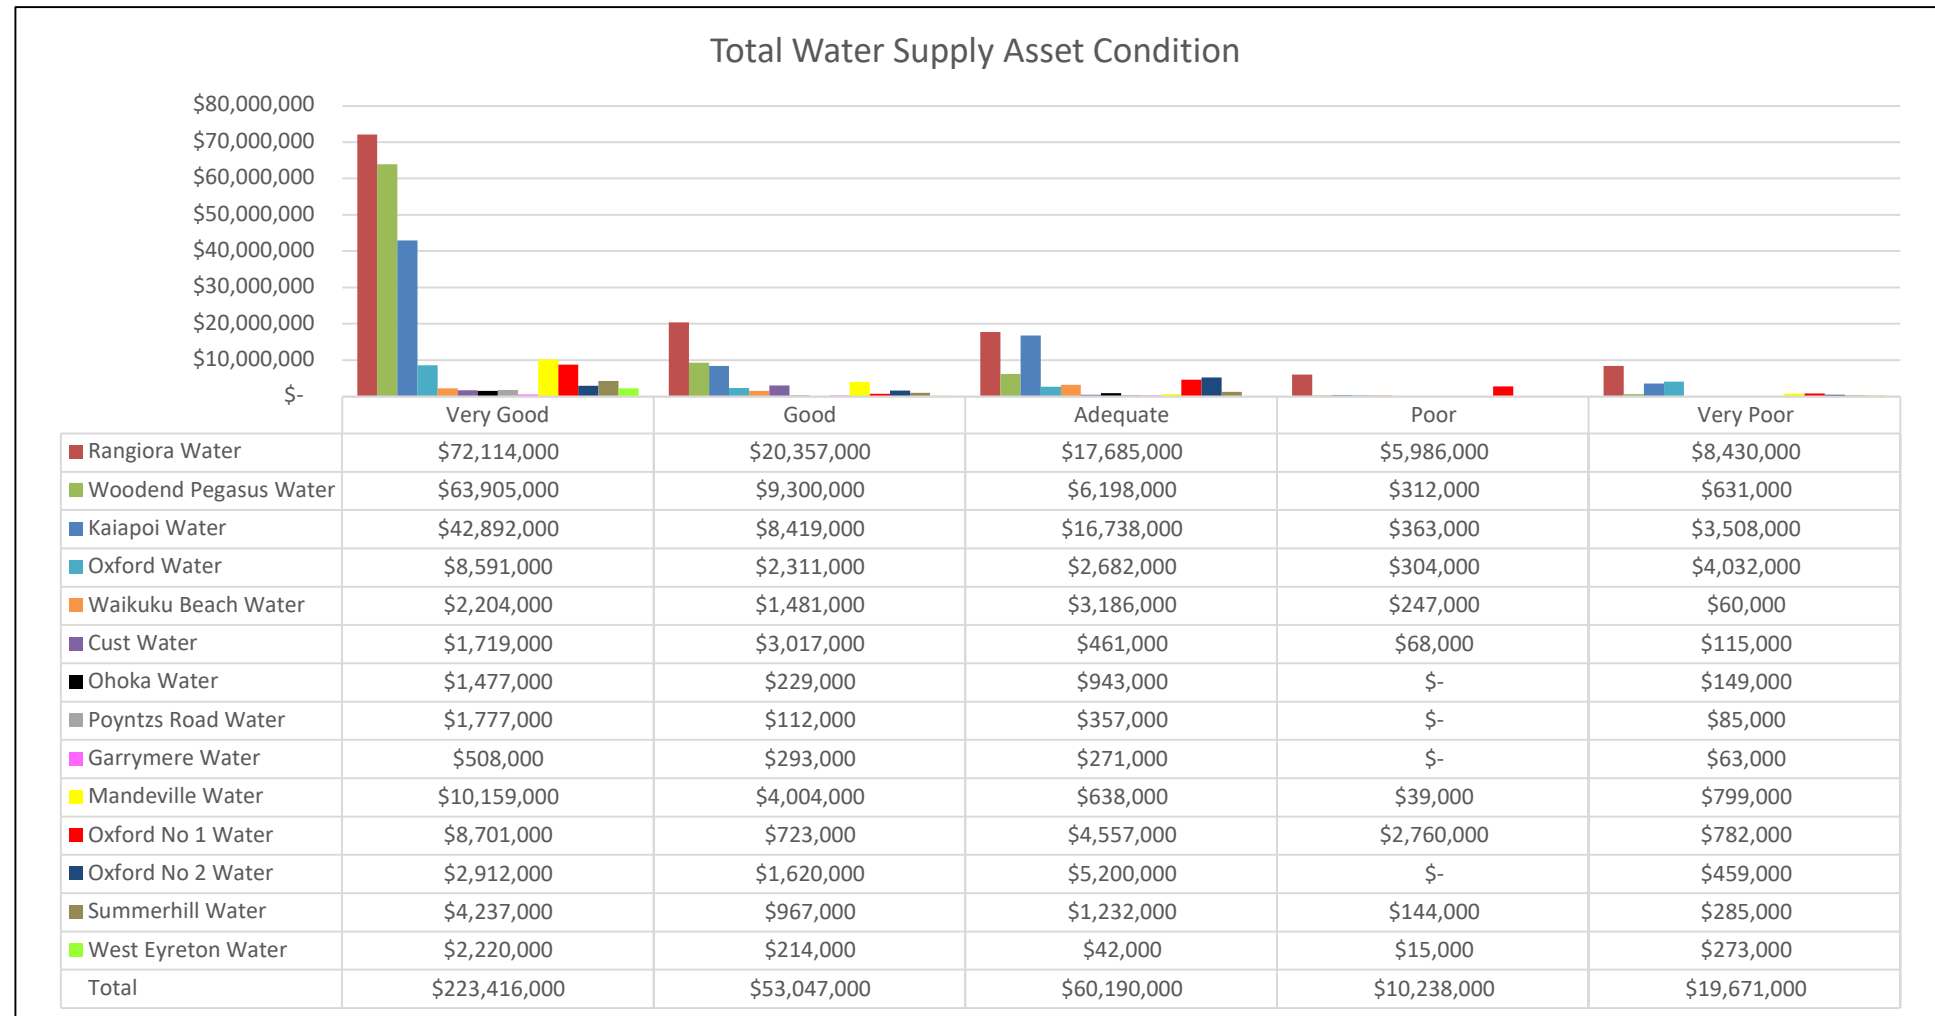 Total Water Supply Asset Condition
$80,000,000
$70,000,000
$60,000,000
$50,000,000
$40,000,000
$30,000,000
$20,000,000
$10,000,000
$-
Very Good Good Adequate Poor Very Poor
Rangiora Water $72,114,000 $20,357,000 $17,685,000 $5,986,000 $8,430,000
Woodend Pegasus Water $63,905,000 $9,300,000 $6,198,000 $312,000 $631,000
Kaiapoi Water $42,892,000 $8,419,000 $16,738,000 $363,000 $3,508,000
Oxford Water $8,591,000 $2,311,000 $2,682,000 $304,000 $4,032,000
Waikuku Beach Water $2,204,000 $1,481,000 $3,186,000 $247,000 $60,000
Cust Water $1,719,000 $3,017,000 $461,000 $68,000 $115,000
Ohoka Water $1,477,000 $229,000 $943,000 $- $149,000
Poyntzs Road Water $1,777,000 $112,000 $357,000 $- $85,000
Garrymere Water $508,000 $293,000 $271,000 $- $63,000
Mandeville Water $10,159,000 $4,004,000 $638,000 $39,000 $799,000
Oxford No 1 Water $8,701,000 $723,000 $4,557,000 $2,760,000 $782,000
Oxford No 2 Water $2,912,000 $1,620,000 $5,200,000 $- $459,000
Summerhill Water $4,237,000 $967,000 $1,232,000 $144,000 $285,000
West Eyreton Water $2,220,000 $214,000 $42,000 $15,000 $273,000
Total $223,416,000 $53,047,000 $60,190,000 $10,238,000 $19,671,000